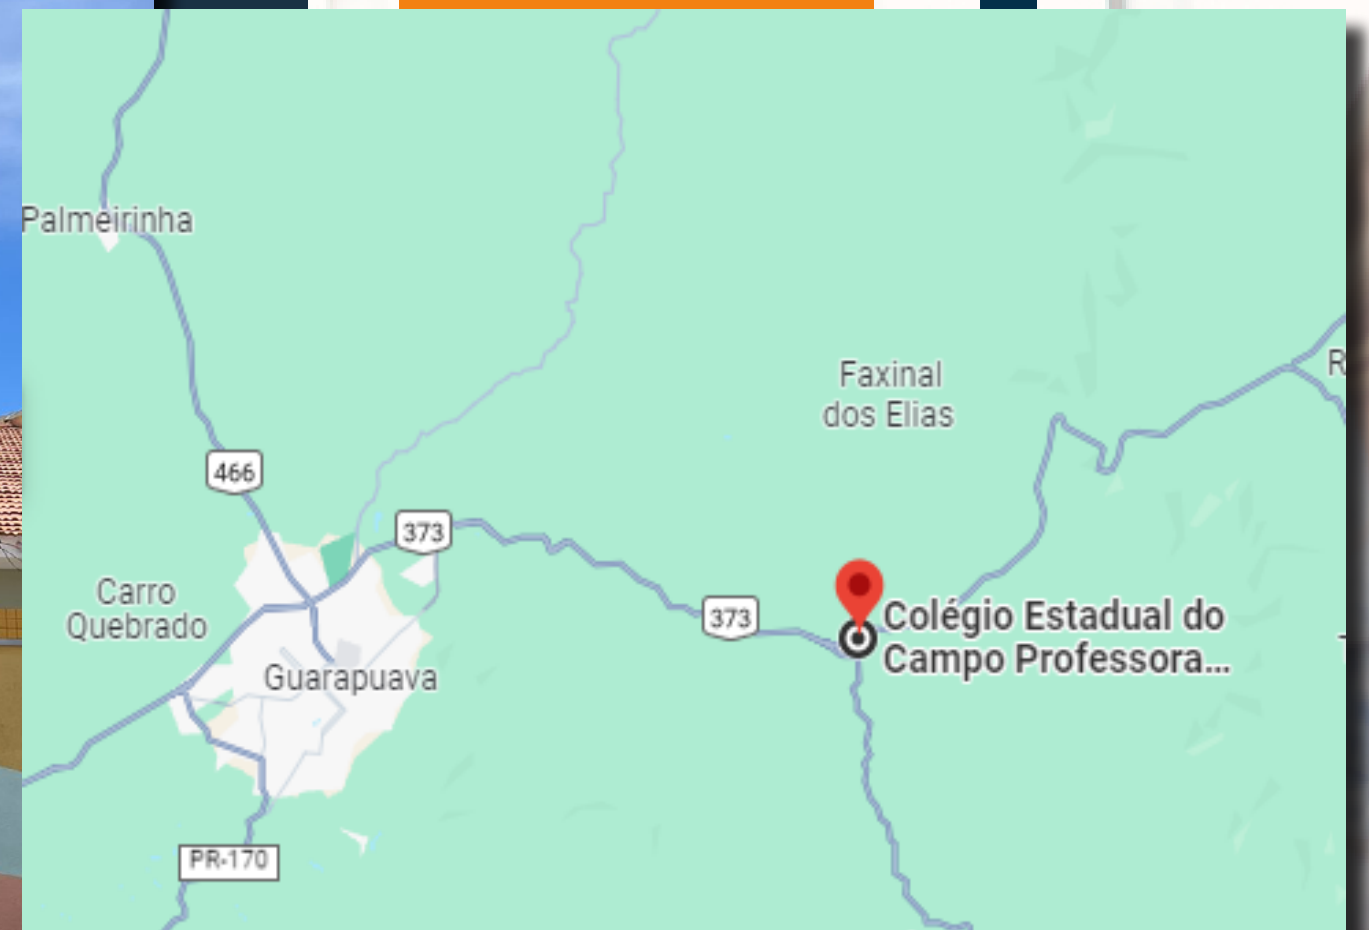 Palmeirinha
Faxinal
dos Elias
R
466
373
Carro
Quebrado
373
Colégio Estadual do
Campo Professora...
Guarapuava
PR-170